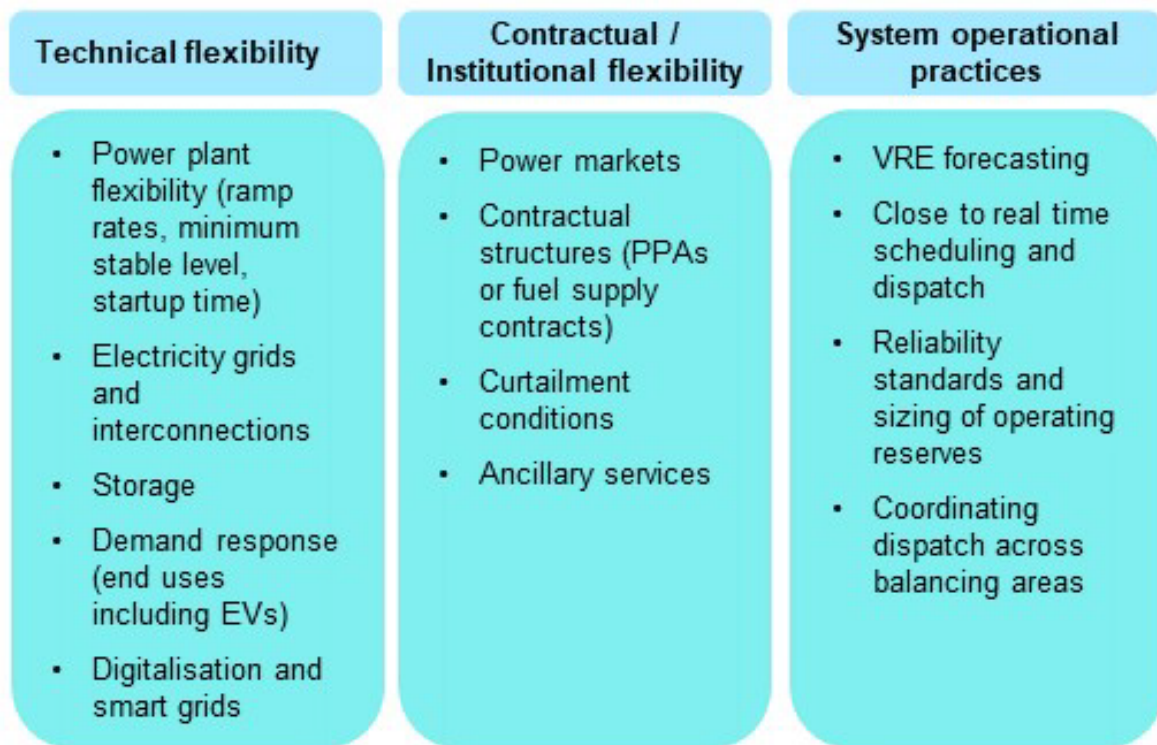 Technical flexibility
Contractual /
Institutional flexibility
System operational
practices
• Power plant
flexibility (ramp
rates, minimum
stable level,
startup time)
• Electricity grids
and
interconnections
• Storage
• Demand response
(end uses
including EVs)
• Digitalisation and
smart grids
• Power markets
• Contractual
structures (PPAs
or fuel supply
contracts)
• Curtailment
conditions
• Ancillary services
• VRE forecasting
• Close to real time
scheduling and
dispatch
• Reliability
standards and
sizing of operating
reserves
• Coordinating
dispatch across
balancing areas